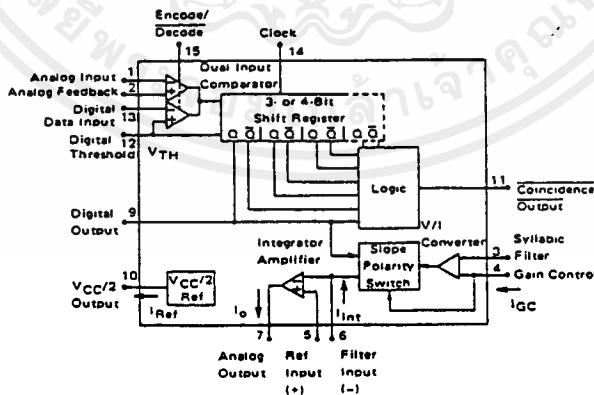 Encode/
Decode
15
Clock
14
Dual Input
Comparator
1
Analog Input
2
Analog Feedback
Digital
Data Input
13
Digital
Threshold
12
VTH
3- or 4-Bit
Shift Register
Q Q Q Q Q Q Q Q
Logic
11
Coincidence
Output
Digital
Output
9
V/I
Converter
Integrator
Amplifier
Slope
Polarity
Switch
3
Syllabic
Filter
4
Gain Control
IGC
10
VCC/2
Output
VCC/2
Ref
IRef
Io
IInt
7
5
6
Analog
Output
Ref
Input
(+)
Filter
Input
(-)